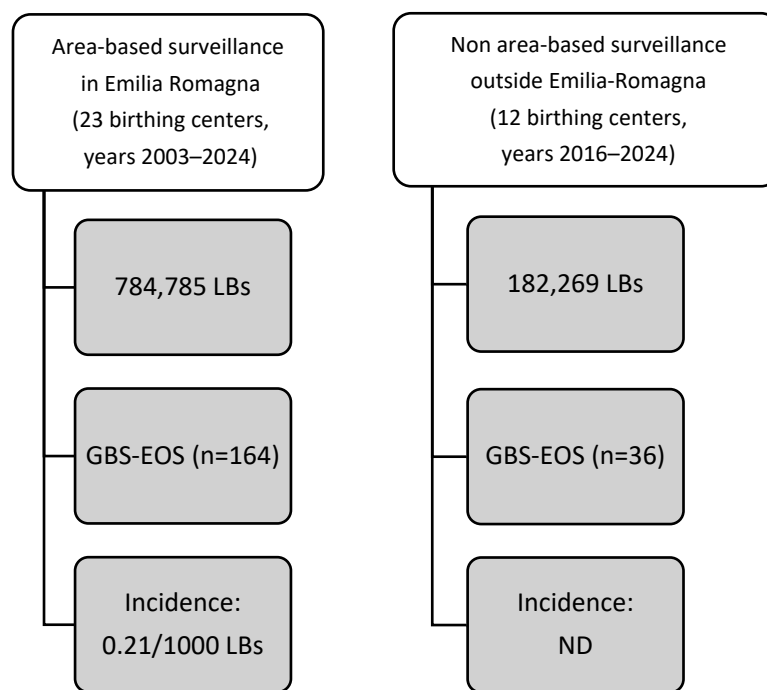 Area-based surveillance
in Emilia Romagna
(23 birthing centers,
years 2003–2024)
784,785 LBs
GBS-EOS (n=164)
Incidence:
0.21/1000 LBs
Non area-based surveillance
outside Emilia-Romagna
(12 birthing centers,
years 2016–2024)
182,269 LBs
GBS-EOS (n=36)
Incidence:
ND